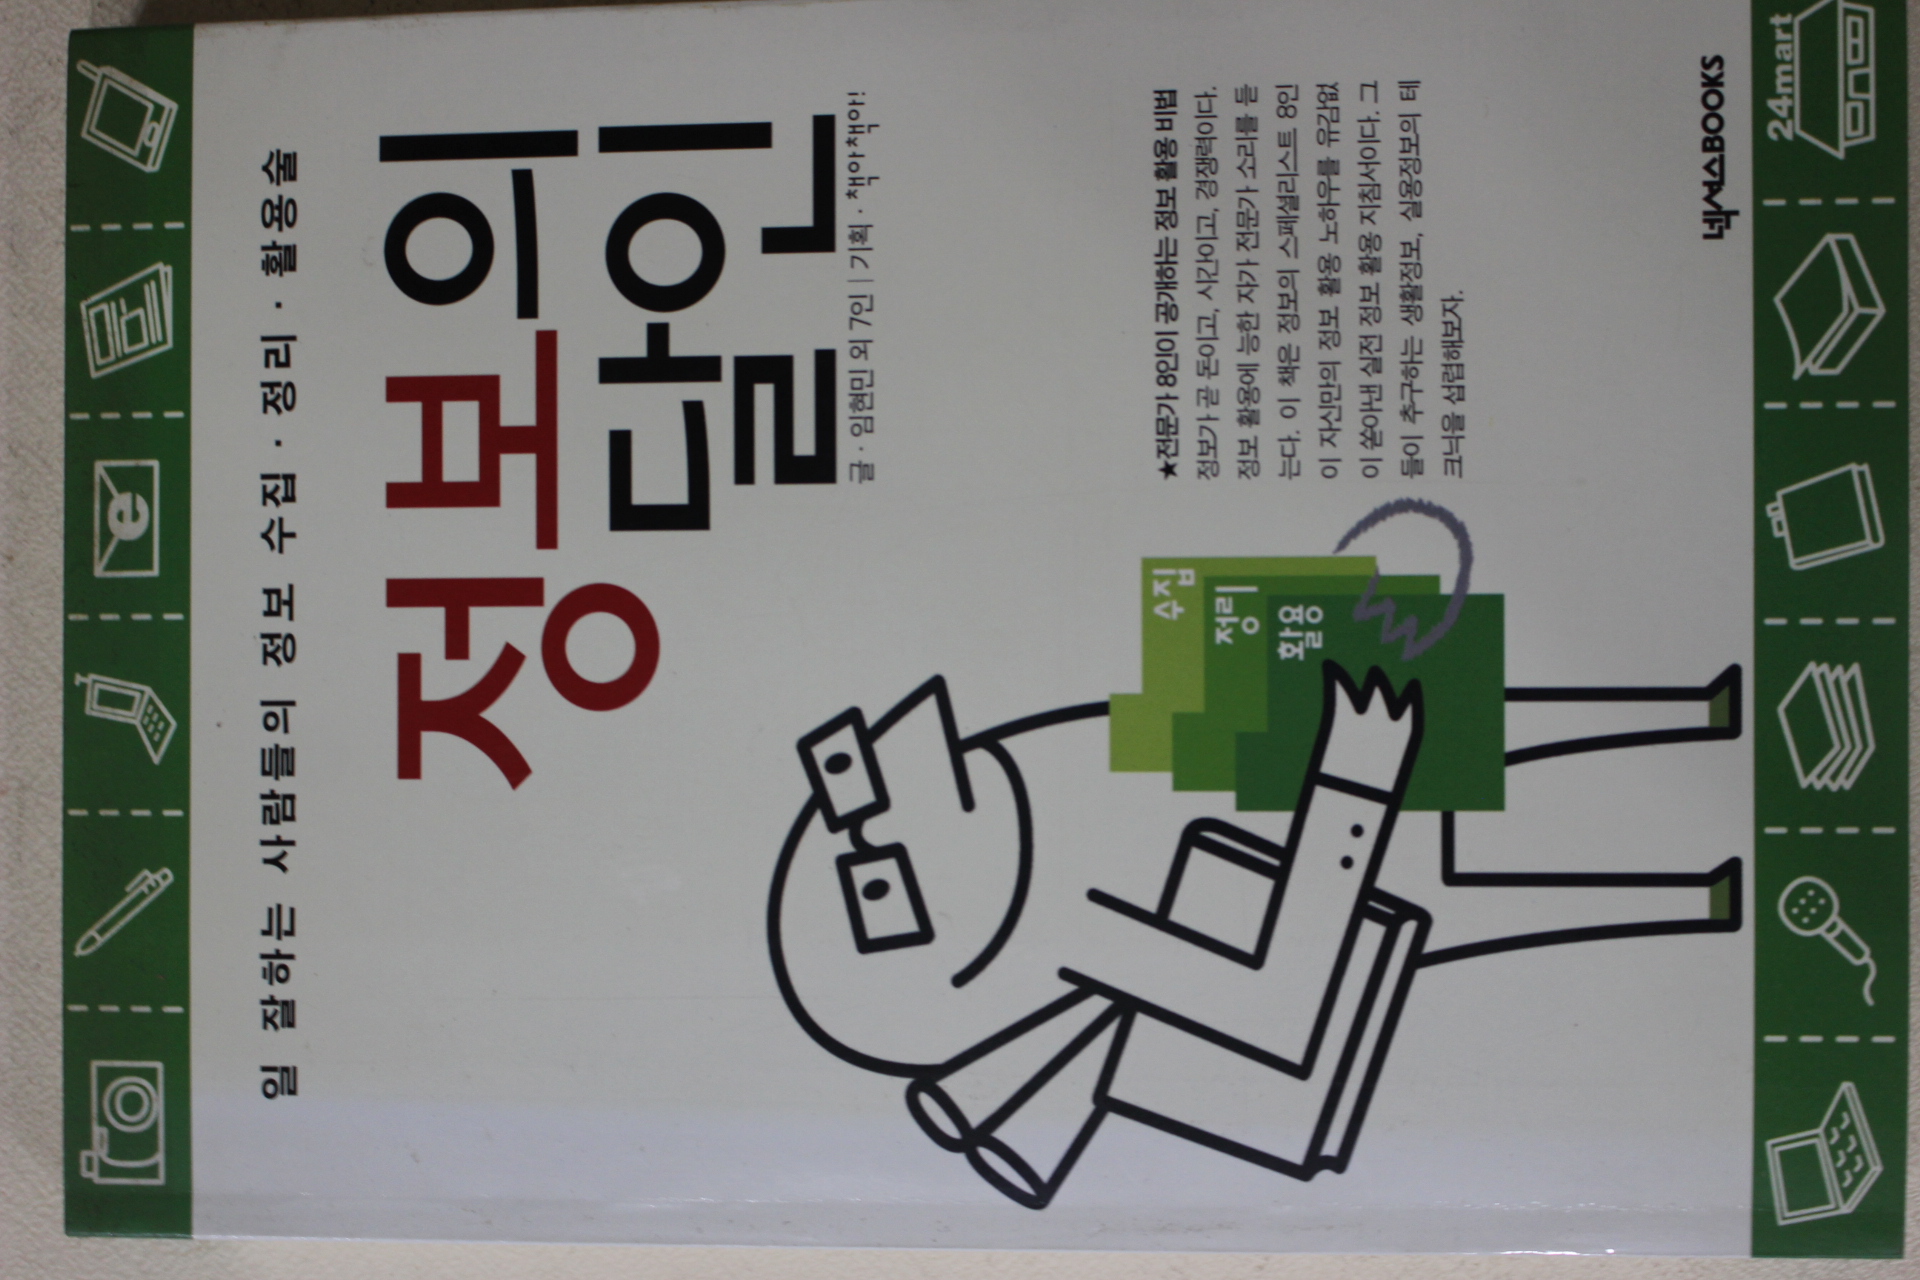 일 잘하는 사람들의 정보 수집 · 정리 · 활용술
정보의
달인
글 · 임현민 외 7인 | 기획 · 책아책아!
★전문가 8인이 공개하는 정보 활용 비법
정보가 곧 돈이고, 시간이고, 경쟁력이다.
정보 활용에 능한 자가 전문가 소리를 듣
는다. 이 책은 정보의 스페셜리스트 8인
이 자신만의 정보 활용 노하우를 유감없
이 쏟아낸 실전 정보 활용 지침서이다. 그
들이 추구하는 생활정보, 실용정보의 테
크닉을 섭렵해보자.
수집
정리
활용
넥서스BOOKS
e
24mart